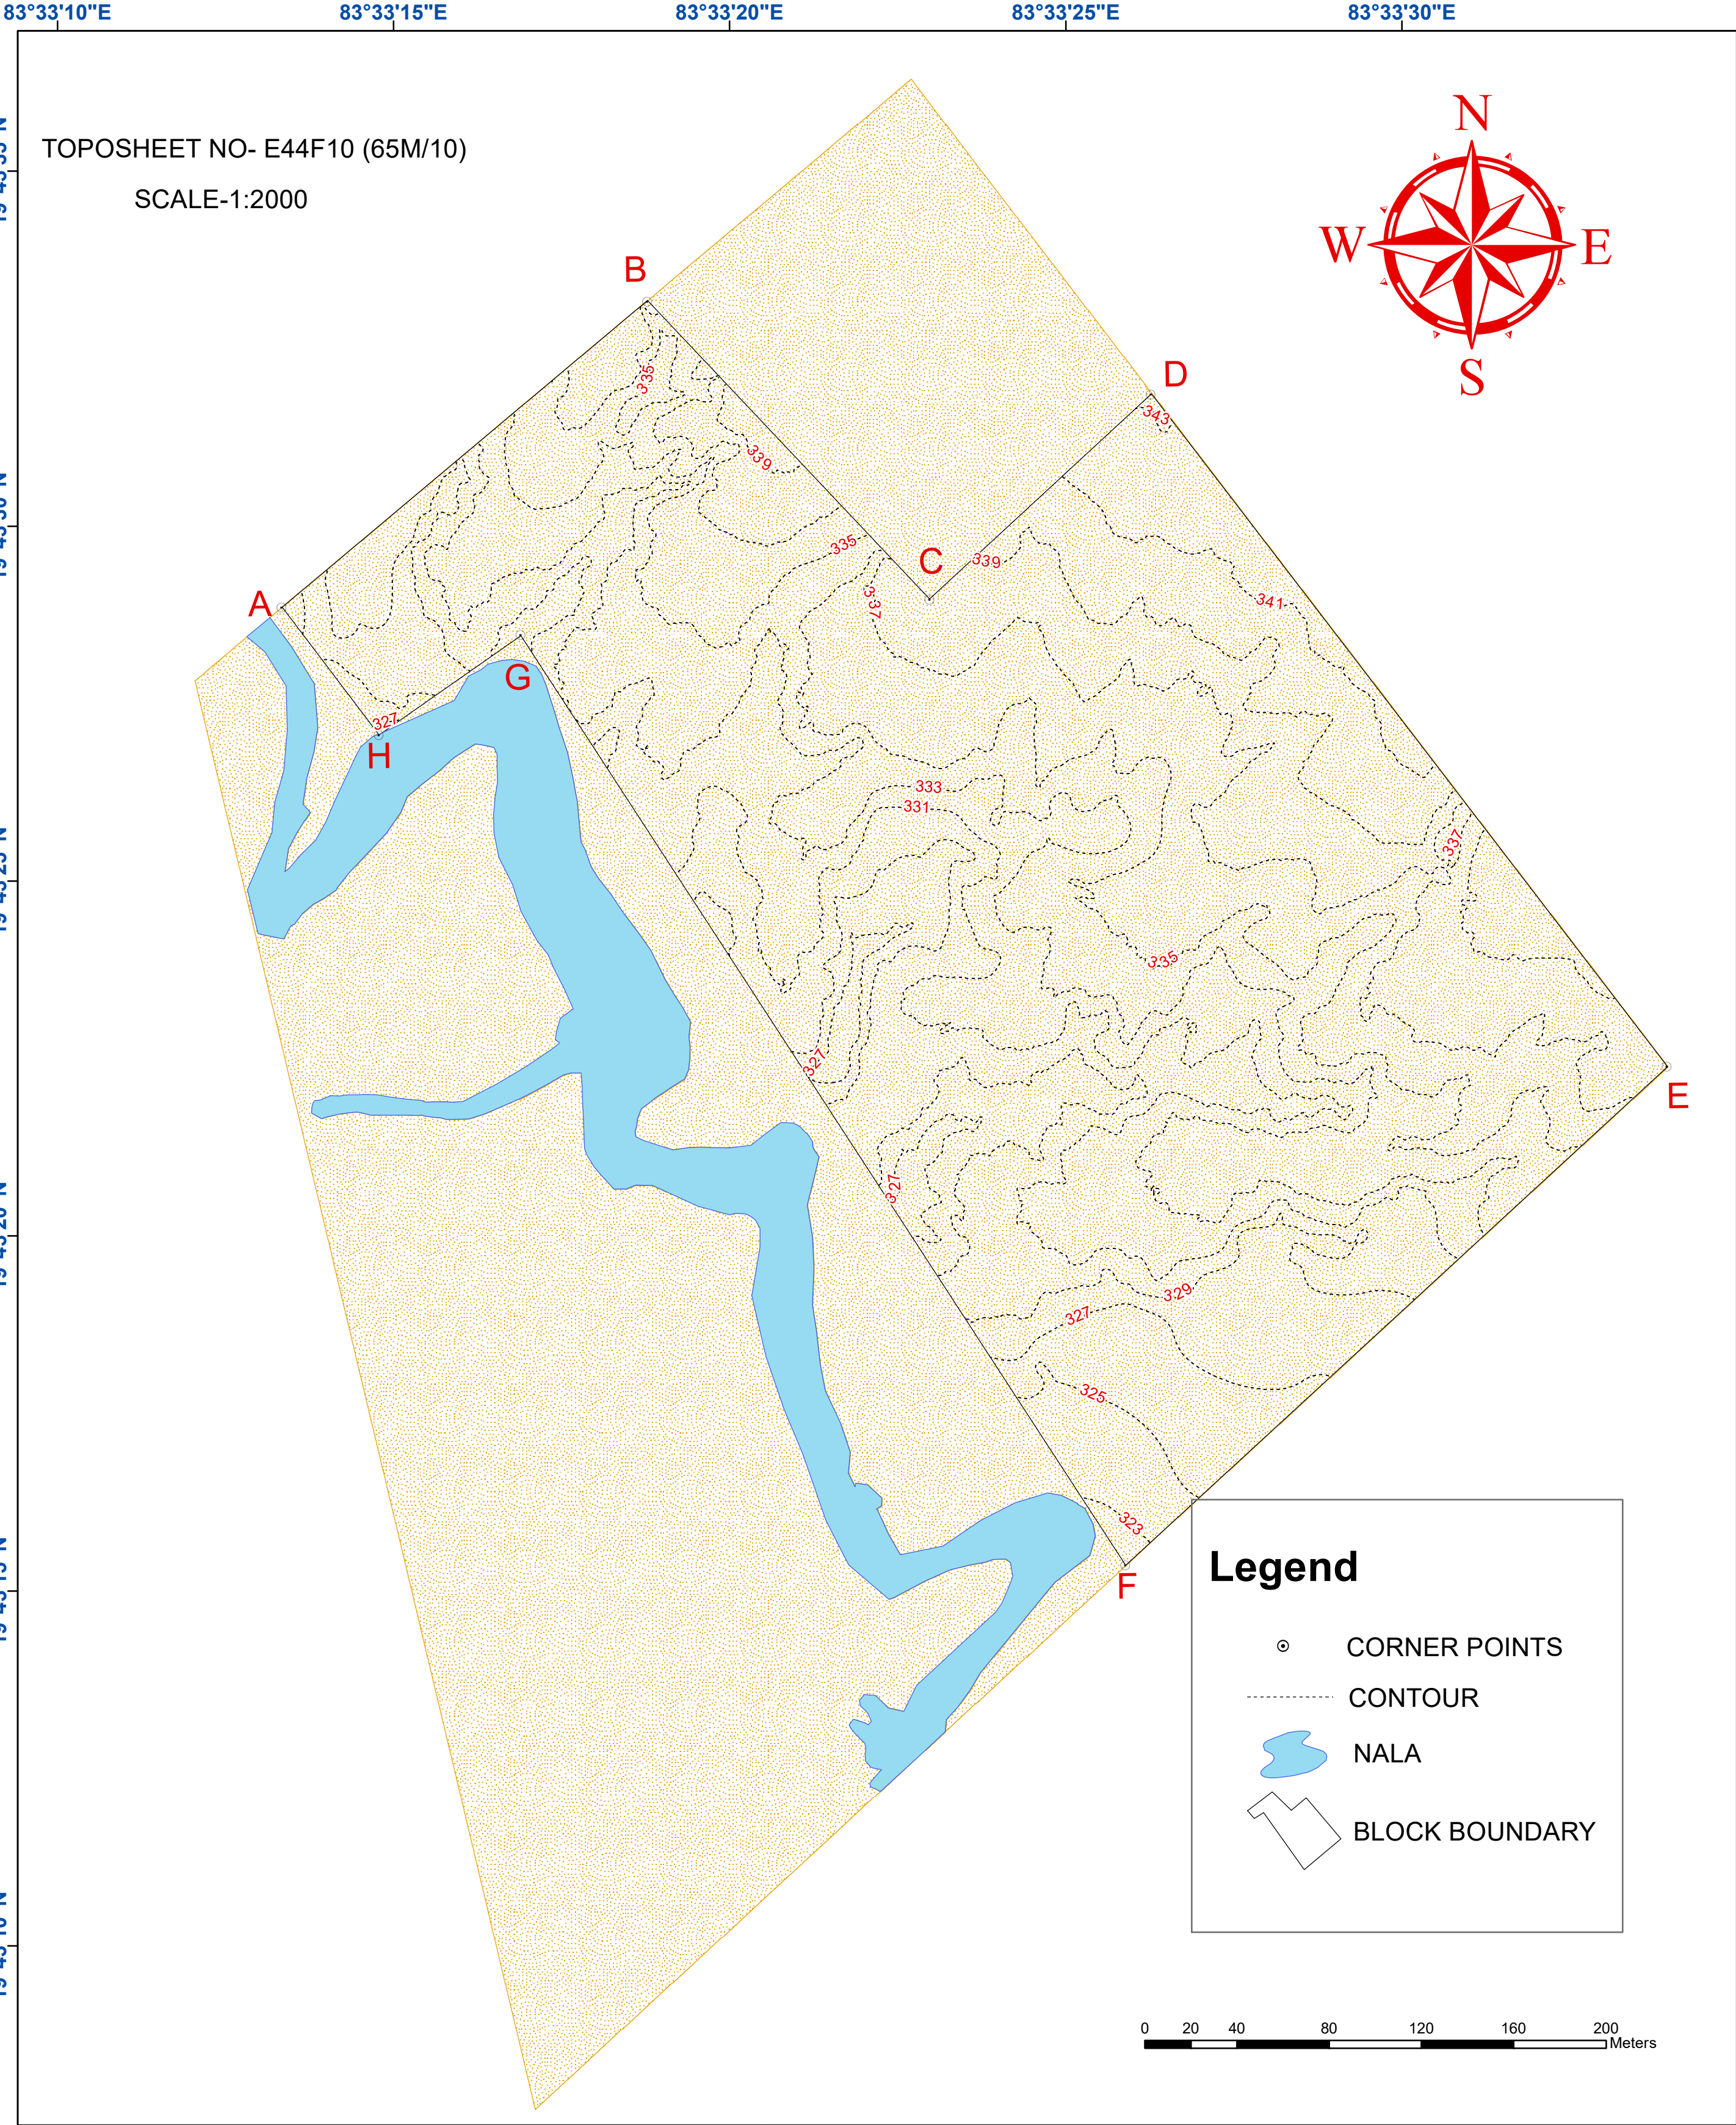 83°33'10"E 83°33'15"E 83°33'20"E 83°33'25"E 83°33'30"E
TOPOSHEET NO- E44F10 (65M/10)
SCALE-1:2000
N
W E
S
B
D
A
C
G
H
E
F
335
339
343
335
339
337
341
327
333
331
337
335
327
327
329
327
325
323
Legend
CORNER POINTS
CONTOUR
NALA
BLOCK BOUNDARY
0 20 40 80 120 160 200
Meters